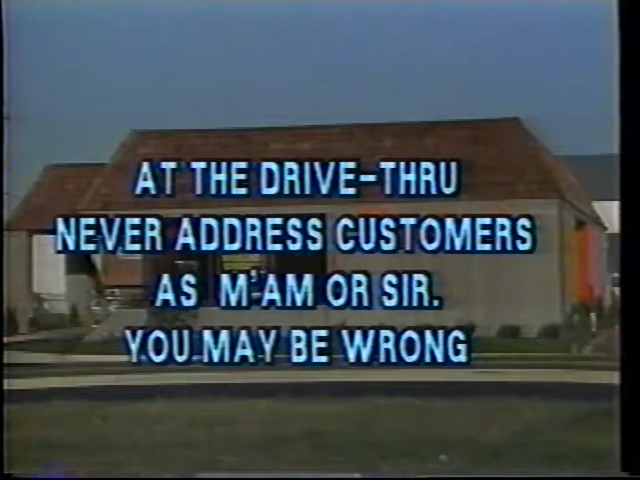 AT THE DRIVE-THRU
NEVER ADDRESS CUSTOMERS
AS M'AM OR SIR.
YOU MAY BE WRONG